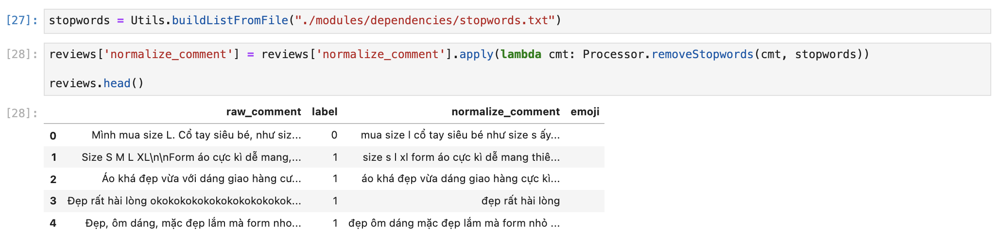 [27]: stopwords = Utils.buildListFromFile("./modules/dependencies/stopwords.txt")
[28]: reviews['normalize_comment'] = reviews['normalize_comment'].apply(lambda cmt: Processor.removeStopwords(cmt, stopwords))
reviews.head()
[28]:
raw_comment label normalize_comment emoji
0 Mình mua size L. Cổ tay siêu bé, như siz... 0 mua size l cổ tay siêu bé như size s ấy...
1 Size S M L XL\n\nForm áo cực kì dễ mang,... 1 size s l xl form áo cực kì dễ mang thiê...
2 Áo khá đẹp vừa với dáng giao hàng cư... 1 áo khá đẹp vừa dáng giao hàng cực kì...
3 Đẹp rất hài lòng okokokokokokokokokokokok... 1 đẹp rất hài lòng
4 Đẹp, ôm dáng, mặc đẹp lắm mà form nho... 1 đẹp ôm dáng mặc đẹp lắm mà form nhỏ ...